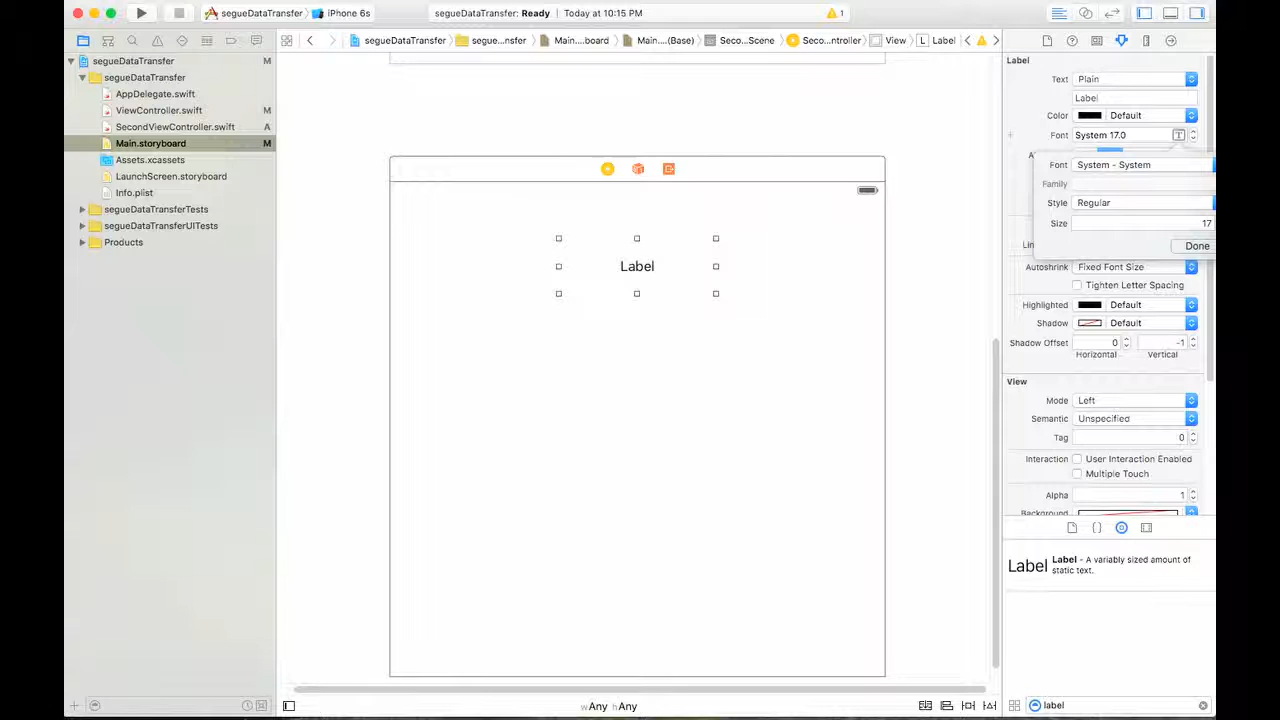 segueDataTransfer
iPhone 6s
segueDataTransfer: Ready
Today at 10:15 PM
1
segueDataTransfer
segue...nsfer
Main....board
Main....(Base)
Seco...Scene
Seco...ntroller
View
L Label
segueDataTransfer M
segueDataTransfer
AppDelegate.swift
ViewController.swift M
SecondViewController.swift A
Main.storyboard M
Assets.xcassets
LaunchScreen.storyboard
Info.plist
segueDataTransferTests
segueDataTransferUITests
Products
Label
wAny hAny
Label
Text Plain
Label
Color Default
Font System 17.0 T
A
Font System - System
Family
Style Regular
Size 17
Done
Lin
Autoshrink Fixed Font Size
Tighten Letter Spacing
Highlighted Default
Shadow Default
Shadow Offset 0 -1
Horizontal Vertical
View
Mode Left
Semantic Unspecified
Tag 0
Interaction User Interaction Enabled
Multiple Touch
Alpha 1
Background
Label
Label - A variably sized amount of
static text.
label